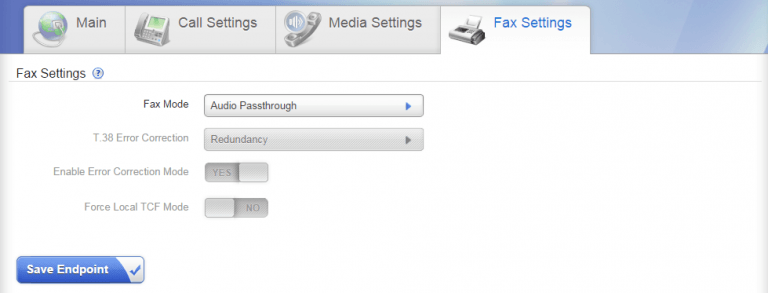 Main Call Settings Media Settings Fax Settings
Fax Settings ?
Fax Mode Audio Passthrough
T.38 Error Correction Redundancy
Enable Error Correction Mode YES
Force Local TCF Mode NO
Save Endpoint